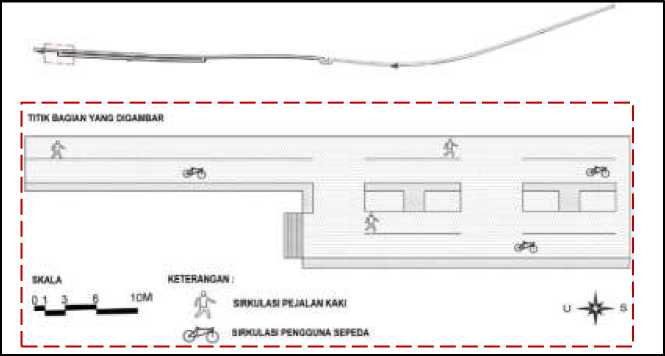 TITIK BAGIAN YANG DIGAMBAR
SKALA
0 1 3 6 10M
KETERANGAN :
SIRKULASI PEJALAN KAKI
SIRKULASI PENGGUNA SEPEDA
U S